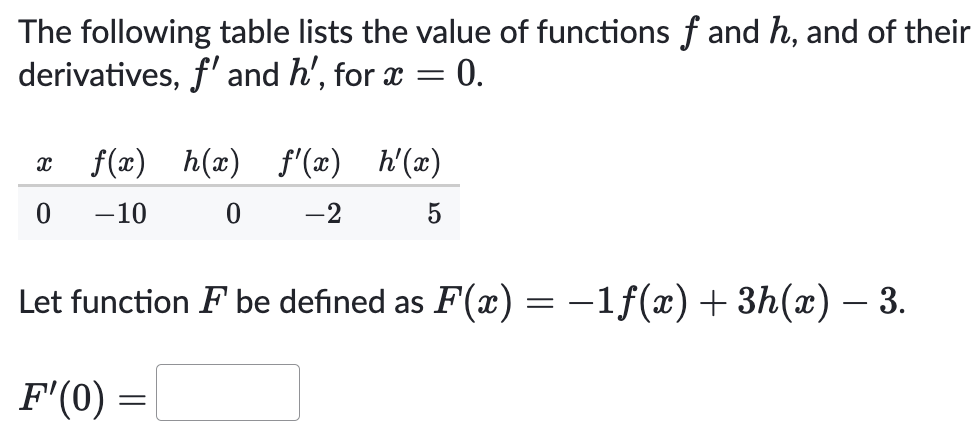 The following table lists the value of functions f and h, and of their
derivatives, f′ and h′, for x = 0.
x f(x) h(x) f′(x) h′(x)
0 −10 0 −2 5
Let function F be defined as F(x) = −1f(x) + 3h(x) − 3.
F′(0) =